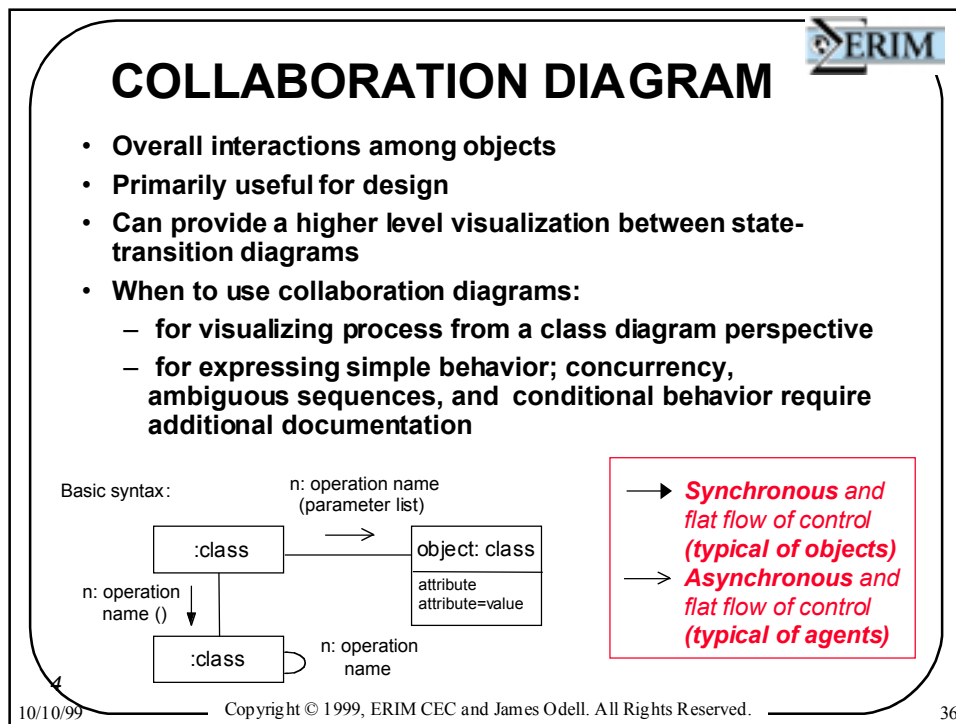 ERIM
COLLABORATION DIAGRAM
• Overall interactions among objects
• Primarily useful for design
• Can provide a higher level visualization between state-
transition diagrams
• When to use collaboration diagrams:
– for visualizing process from a class diagram perspective
– for expressing simple behavior; concurrency,
ambiguous sequences, and conditional behavior require
additional documentation
Basic syntax:
n: operation name
(parameter list)
:class
object: class
attribute
attribute=value
n: operation
name ()
:class
n: operation
name
Synchronous and
flat flow of control
(typical of objects)
Asynchronous and
flat flow of control
(typical of agents)
4
10/10/99
Copyright © 1999, ERIM CEC and James Odell. All Rights Reserved.
36